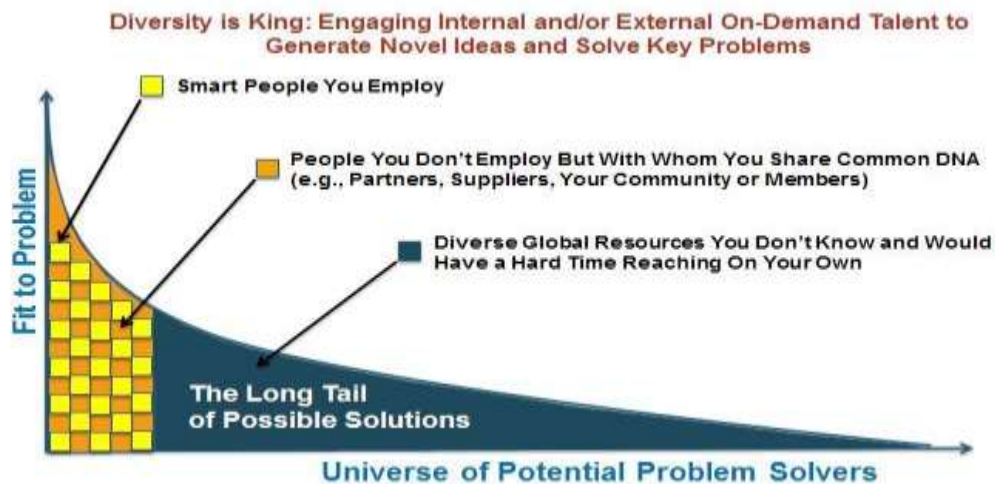 Diversity is King: Engaging Internal and/or External On-Demand Talent to
Generate Novel Ideas and Solve Key Problems
Smart People You Employ
People You Don't Employ But With Whom You Share Common DNA
(e.g., Partners, Suppliers, Your Community or Members)
Diverse Global Resources You Don't Know and Would
Have a Hard Time Reaching On Your Own
Fit to Problem
The Long Tail
of Possible Solutions
Universe of Potential Problem Solvers